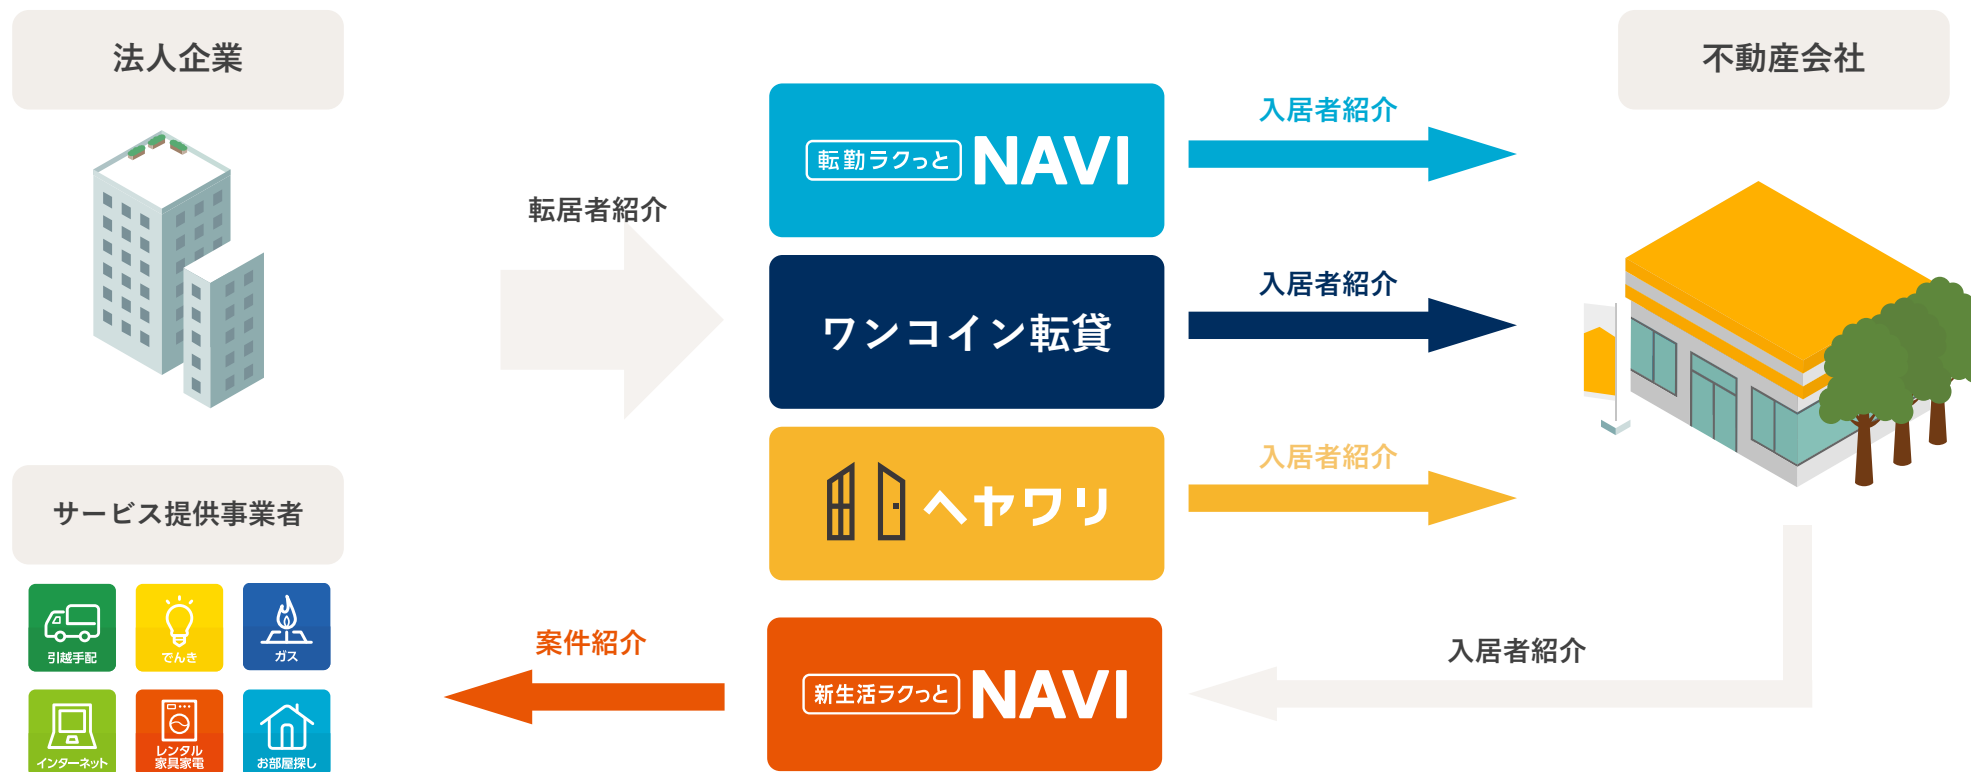 法人企業
不動産会社
転居者紹介
転勤ラクっと NAVI
入居者紹介
ワンコイン転貸
入居者紹介
ヘヤワリ
入居者紹介
サービス提供事業者
引越手配
でんき
ガス
インターネット
レンタル
家具家電
お部屋探し
案件紹介
新生活ラクっと NAVI
入居者紹介